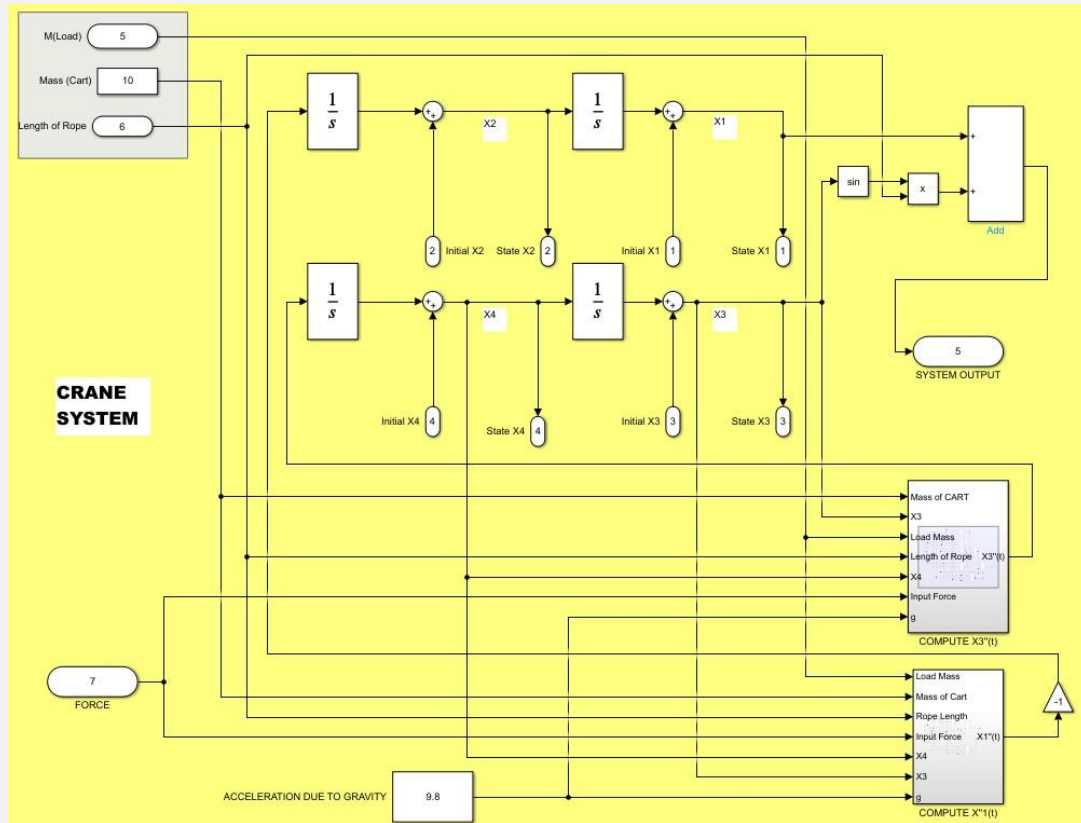 M(Load)
5
Mass (Cart)
10
Length of Rope
6
1
s
+
+
X2
1
s
+
+
X1
+
+
Add
sin
x
2
Initial X2
State X2
2
Initial X1
1
State X1
1
1
s
+
+
X4
1
s
+
+
X3
5
SYSTEM OUTPUT
CRANE
SYSTEM
Initial X4
4
State X4
4
Initial X3
3
State X3
3
Mass of CART
X3
Load Mass
Length of Rope
X3"(t)
X4
Input Force
g
COMPUTE X3"(t)
7
FORCE
Load Mass
Mass of Cart
Rope Length
Input Force
X1"(t)
X4
X3
g
COMPUTE X"1(t)
-1
ACCELERATION DUE TO GRAVITY
9.8